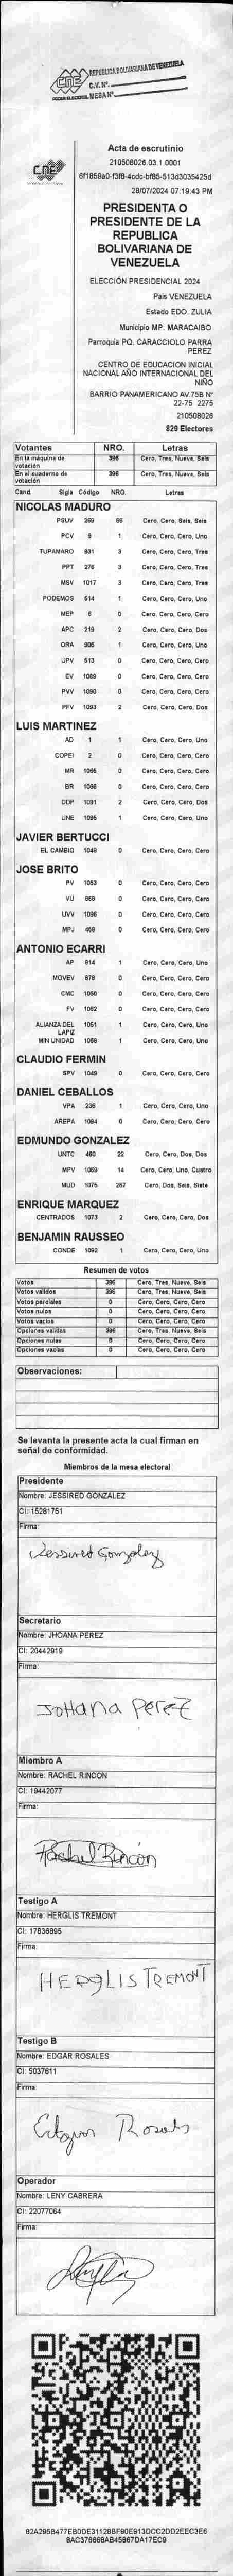 REPUBLICA BOLIVARIANA DE VENEZUELA
C.V. N°.
MESA N°.
PODER ELECTORAL
CNE
Acta de escrutinio
210508026.03.1.0001
28/07/2024 07:19:43 PM
PRESIDENTA O
PRESIDENTE DE LA
REPUBLICA
BOLIVARIANA DE
VENEZUELA
ELECCIÓN PRESIDENCIAL 2024
País VENEZUELA
Estado EDO. ZULIA
Municipio MP. MARACAIBO
Parroquia PQ. CARACCIOLO PARRA
PEREZ
CENTRO DE EDUCACION INICIAL
NACIONAL AÑO INTERNACIONAL DEL
NIÑO
BARRIO PANAMERICANO AV.75B N°
22-75 2275
210508026
829 Electores
Votantes NRO. Letras
En la máquina de votación 396 Cero, Tres, Nueve, Seis
En el cuaderno de votación 396 Cero, Tres, Nueve, Seis
Cand. Sigla Código NRO. Letras
NICOLAS MADURO
PSUV 269 66 Cero, Cero, Seis, Seis
PCV 9 1 Cero, Cero, Cero, Uno
TUPAMARO 931 3 Cero, Cero, Cero, Tres
PPT 276 3 Cero, Cero, Cero, Tres
MSV 1017 3 Cero, Cero, Cero, Tres
PODEMOS 514 1 Cero, Cero, Cero, Uno
MEP 6 0 Cero, Cero, Cero, Cero
APC 219 2 Cero, Cero, Cero, Dos
ORA 906 1 Cero, Cero, Cero, Uno
UPV 513 0 Cero, Cero, Cero, Cero
EV 1089 0 Cero, Cero, Cero, Cero
PVV 1090 0 Cero, Cero, Cero, Cero
PFV 1093 2 Cero, Cero, Cero, Dos
LUIS MARTINEZ
AD 1 1 Cero, Cero, Cero, Uno
COPEI 2 0 Cero, Cero, Cero, Cero
MR 1065 0 Cero, Cero, Cero, Cero
BR 1066 0 Cero, Cero, Cero, Cero
DDP 1091 2 Cero, Cero, Cero, Dos
UNE 1095 1 Cero, Cero, Cero, Uno
JAVIER BERTUCCI
EL CAMBIO 1048 0 Cero, Cero, Cero, Cero
JOSE BRITO
PV 1053 0 Cero, Cero, Cero, Cero
VU 868 0 Cero, Cero, Cero, Cero
UVV 1096 0 Cero, Cero, Cero, Cero
MPJ 459 0 Cero, Cero, Cero, Cero
ANTONIO ECARRI
AP 814 1 Cero, Cero, Cero, Uno
MOVEV 878 0 Cero, Cero, Cero, Cero
CMC 1050 0 Cero, Cero, Cero, Cero
FV 1062 0 Cero, Cero, Cero, Cero
ALIANZA DEL LAPIZ 1051 1 Cero, Cero, Cero, Uno
MIN UNIDAD 1068 1 Cero, Cero, Cero, Uno
CLAUDIO FERMIN
SPV 1049 0 Cero, Cero, Cero, Cero
DANIEL CEBALLOS
VPA 236 1 Cero, Cero, Cero, Uno
AREPA 1094 0 Cero, Cero, Cero, Cero
EDMUNDO GONZALEZ
UNTC 460 22 Cero, Cero, Dos, Dos
MPV 1059 14 Cero, Cero, Uno, Cuatro
MUD 1075 267 Cero, Dos, Seis, Siete
ENRIQUE MARQUEZ
CENTRADOS 1073 2 Cero, Cero, Cero, Dos
BENJAMIN RAUSSEO
CONDE 1092 1 Cero, Cero, Cero, Uno
Resumen de votos
Votos 396 Cero, Tres, Nueve, Seis
Votos validos 396 Cero, Tres, Nueve, Seis
Votos parciales 0 Cero, Cero, Cero, Cero
Votos nulos 0 Cero, Cero, Cero, Cero
Votos vacios 0 Cero, Cero, Cero, Cero
Opciones validas 396 Cero, Tres, Nueve, Seis
Opciones nulas 0 Cero, Cero, Cero, Cero
Opciones vacias 0 Cero, Cero, Cero, Cero
Observaciones:
Se levanta la presente acta la cual firman en
señal de conformidad.
Miembros de la mesa electoral
Presidente
Nombre: JESSIRED GONZALEZ
CI: 15281751
Firma:
Jessired Gonzalez
Secretario
Nombre: JHOANA PEREZ
CI: 20442919
Firma:
JoHana PeREZ
Miembro A
Nombre: RACHEL RINCON
CI: 19442077
Firma:
Rachel Rincón
Testigo A
Nombre: HERGLIS TREMONT
CI: 17836895
Firma:
HERGLIS TREMONT
Testigo B
Nombre: EDGAR ROSALES
CI: 5037611
Firma:
Edgar Rosales
Operador
Nombre: LENY CABRERA
CI: 22077064
Firma: